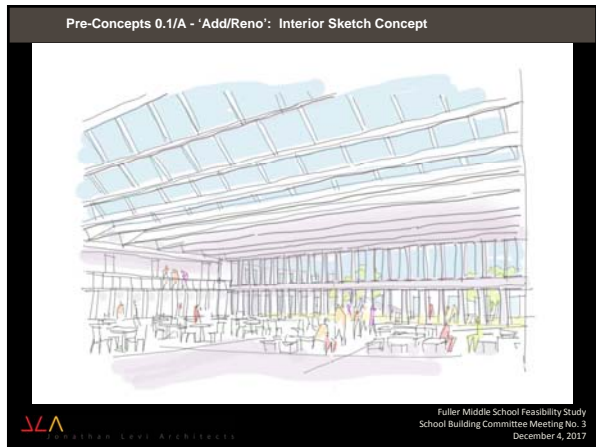 Pre-Concepts 0.1/A - 'Add/Reno': Interior Sketch Concept
JLA
Jonathan Levi Architects
Fuller Middle School Feasibility Study
School Building Committee Meeting No. 3
December 4, 2017